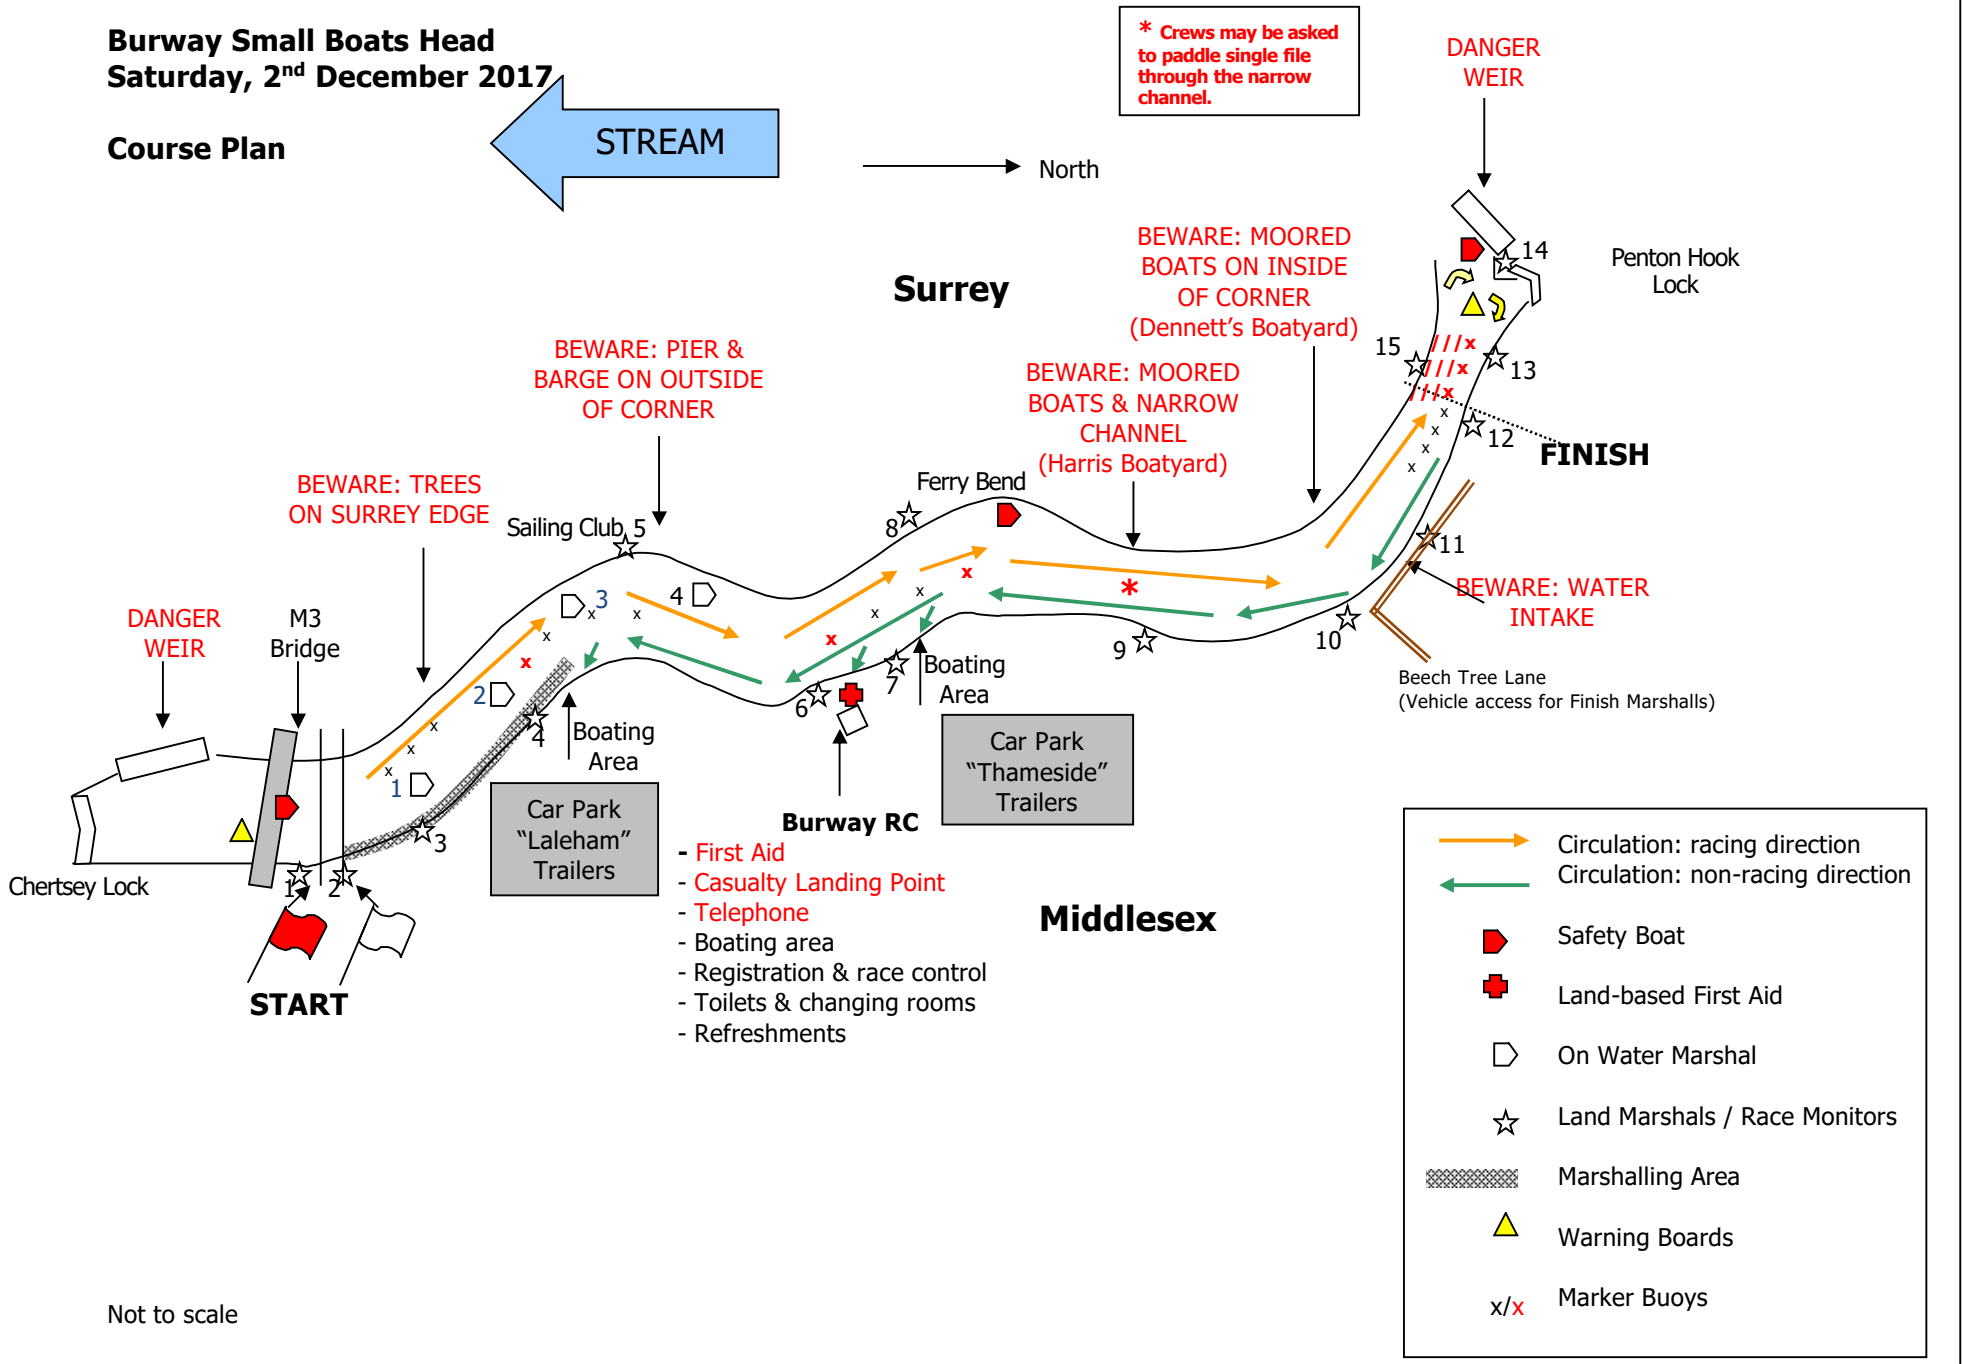 Burway Small Boats Head
Saturday, 2nd December 2017
Course Plan
STREAM
North
* Crews may be asked
to paddle single file
through the narrow
channel.
DANGER
WEIR
Penton Hook
Lock
14
Surrey
BEWARE: MOORED
BOATS ON INSIDE
OF CORNER
(Dennett's Boatyard)
BEWARE: PIER &
BARGE ON OUTSIDE
OF CORNER
BEWARE: MOORED
BOATS & NARROW
CHANNEL
(Harris Boatyard)
15
///x
///x
///x
13
12
FINISH
x
x
x
x
BEWARE: TREES
ON SURREY EDGE
Sailing Club 5
Ferry Bend
8
11
BEWARE: WATER
INTAKE
10
9
*
Beech Tree Lane
(Vehicle access for Finish Marshalls)
DANGER
WEIR
M3
Bridge
3
4
x
x
x
x
x
x
x
x
x
x
x
x
2
1
4
3
6
7
Boating
Area
Boating
Area
Car Park
"Laleham"
Trailers
Car Park
"Thameside"
Trailers
Chertsey Lock
1
2
START
Burway RC
- First Aid
- Casualty Landing Point
- Telephone
- Boating area
- Registration & race control
- Toilets & changing rooms
- Refreshments
Middlesex
Circulation: racing direction
Circulation: non-racing direction
Safety Boat
Land-based First Aid
On Water Marshal
Land Marshals / Race Monitors
Marshalling Area
Warning Boards
x/x Marker Buoys
Not to scale